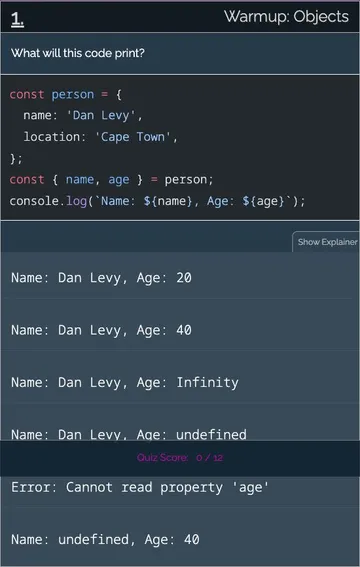 1.
Warmup: Objects
What will this code print?
const person = {
  name: 'Dan Levy',
  location: 'Cape Town',
};
const { name, age } = person;
console.log(`Name: ${name}, Age: ${age}`);
Show Explainer
Name: Dan Levy, Age: 20
Name: Dan Levy, Age: 40
Name: Dan Levy, Age: Infinity
Name: Dan Levy, Age: undefined
Quiz Score: 0 / 12
Error: Cannot read property 'age'
Name: undefined, Age: 40